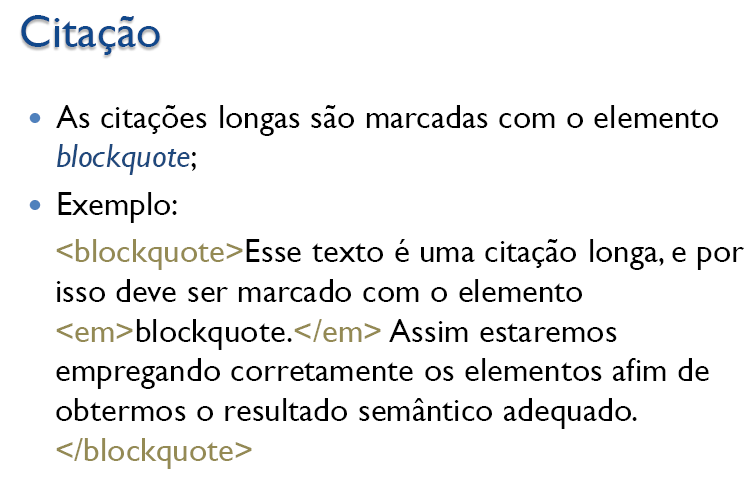 Citação
• As citações longas são marcadas com o elemento
blockquote;
• Exemplo:
<blockquote>Esse texto é uma citação longa, e por
isso deve ser marcado com o elemento
<em>blockquote.</em> Assim estaremos
empregando corretamente os elementos afim de
obtermos o resultado semântico adequado.
</blockquote>